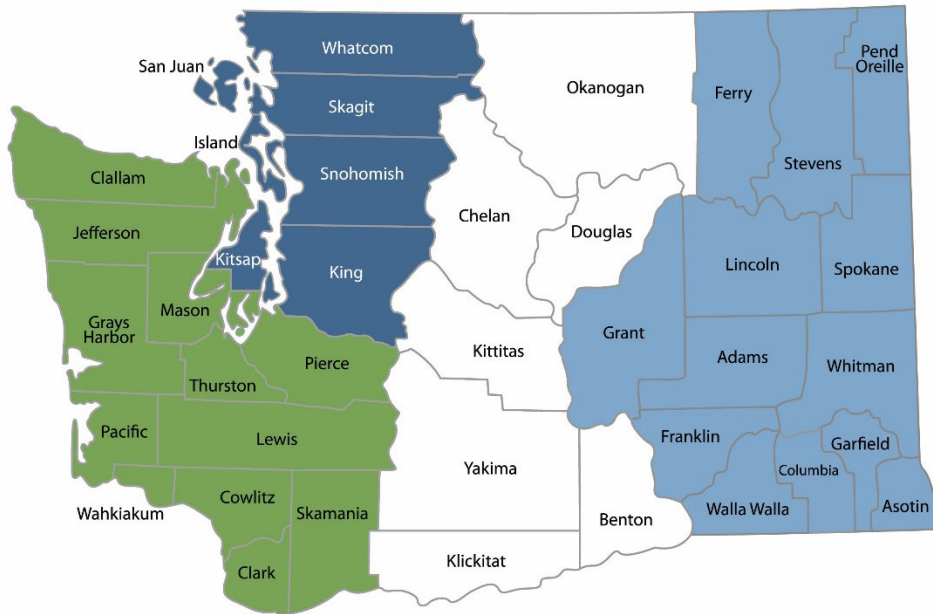 Whatcom
San Juan
Skagit
Island
Snohomish
Clallam
Jefferson
Kitsap
King
Mason
Grays
Harbor
Pierce
Thurston
Pacific
Lewis
Wahkiakum
Cowlitz
Skamania
Clark
Okanogan
Chelan
Douglas
Kittitas
Yakima
Klickitat
Benton
Ferry
Stevens
Pend
Oreille
Lincoln
Spokane
Grant
Adams
Whitman
Franklin
Columbia
Garfield
Walla Walla
Asotin